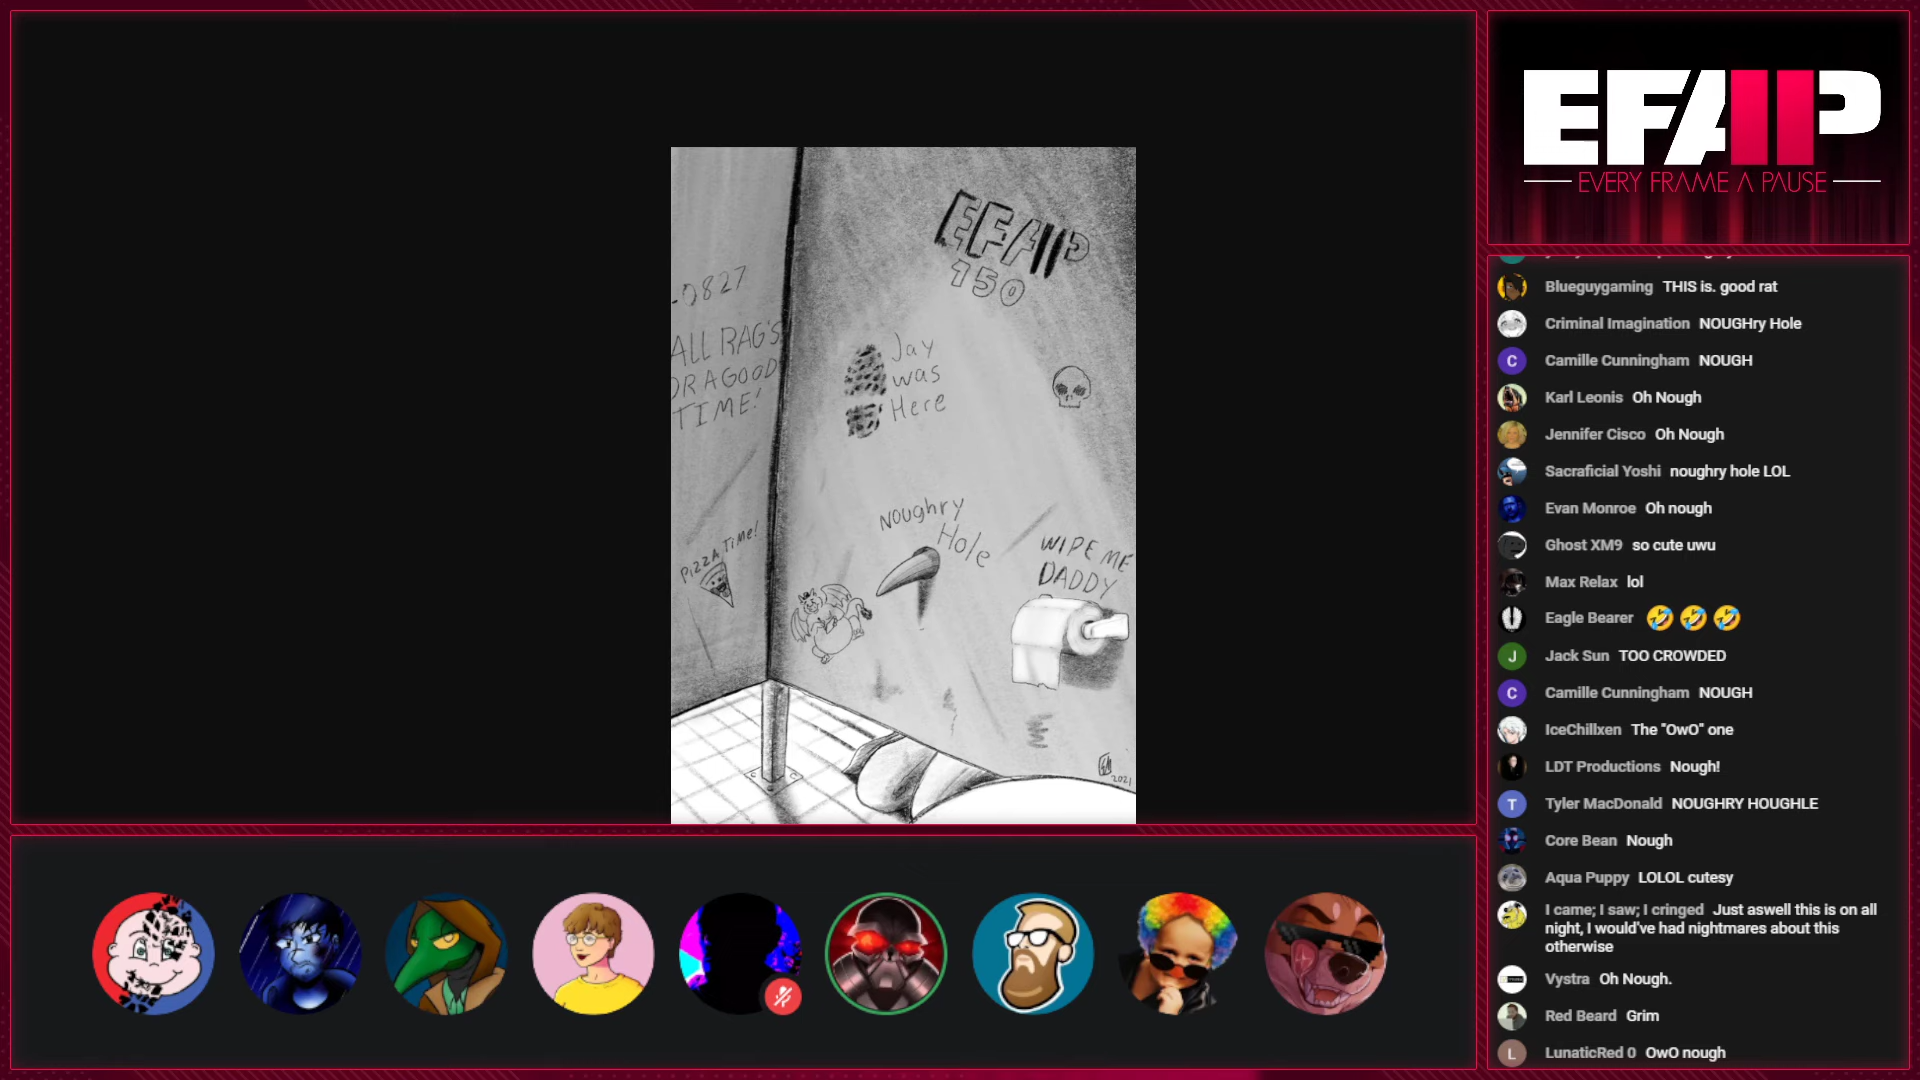 EFAP
EVERY FRAME A PAUSE
EFAP
150
-0827
ALL RAG'S
OR A GOOD
TIME!
Jay
was
Here
Noughry
Hole
PIZZA TIME!
WIPE ME
DADDY
2021
Blueguygaming THIS is. good rat
Criminal Imagination NOUGHry Hole
C Camille Cunningham NOUGH
Karl Leonis Oh Nough
Jennifer Cisco Oh Nough
Sacraficial Yoshi noughry hole LOL
Evan Monroe Oh nough
Ghost XM9 so cute uwu
Max Relax lol
Eagle Bearer 🤣🤣🤣
J Jack Sun TOO CROWDED
C Camille Cunningham NOUGH
IceChillxen The "OwO" one
LDT Productions Nough!
T Tyler MacDonald NOUGHRY HOUGHLE
Core Bean Nough
Aqua Puppy LOLOL cutesy
I came; I saw; I cringed Just aswell this is on all
night, I would've had nightmares about this
otherwise
Vystra Oh Nough.
Red Beard Grim
L LunaticRed 0 OwO nough